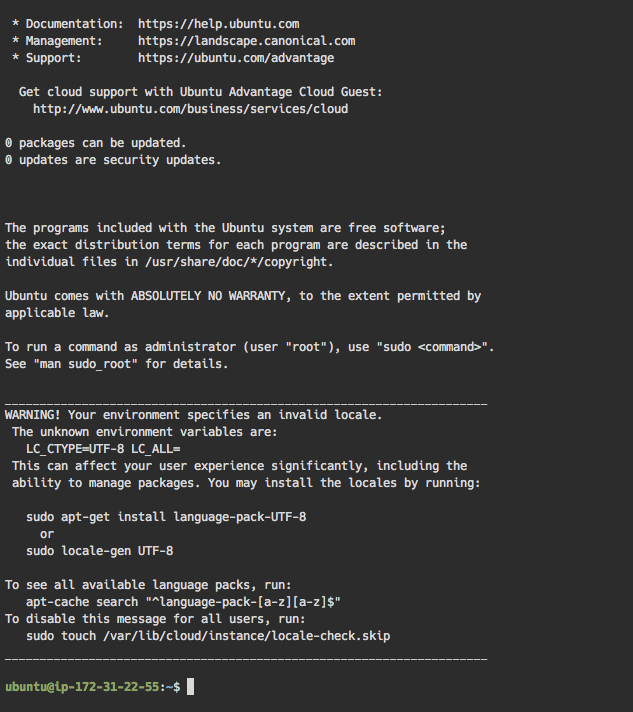 * Documentation:  https://help.ubuntu.com
* Management:     https://landscape.canonical.com
* Support:        https://ubuntu.com/advantage
Get cloud support with Ubuntu Advantage Cloud Guest:
http://www.ubuntu.com/business/services/cloud
0 packages can be updated.
0 updates are security updates.
The programs included with the Ubuntu system are free software;
the exact distribution terms for each program are described in the
individual files in /usr/share/doc/*/copyright.
Ubuntu comes with ABSOLUTELY NO WARRANTY, to the extent permitted by
applicable law.
To run a command as administrator (user "root"), use "sudo <command>".
See "man sudo_root" for details.
_____________________________________________________________________
WARNING! Your environment specifies an invalid locale.
The unknown environment variables are:
LC_CTYPE=UTF-8 LC_ALL=
This can affect your user experience significantly, including the
ability to manage packages. You may install the locales by running:
sudo apt-get install language-pack-UTF-8
or
sudo locale-gen UTF-8
To see all available language packs, run:
apt-cache search "^language-pack-[a-z][a-z]$"
To disable this message for all users, run:
sudo touch /var/lib/cloud/instance/locale-check.skip
_____________________________________________________________________
ubuntu@ip-172-31-22-55:~$